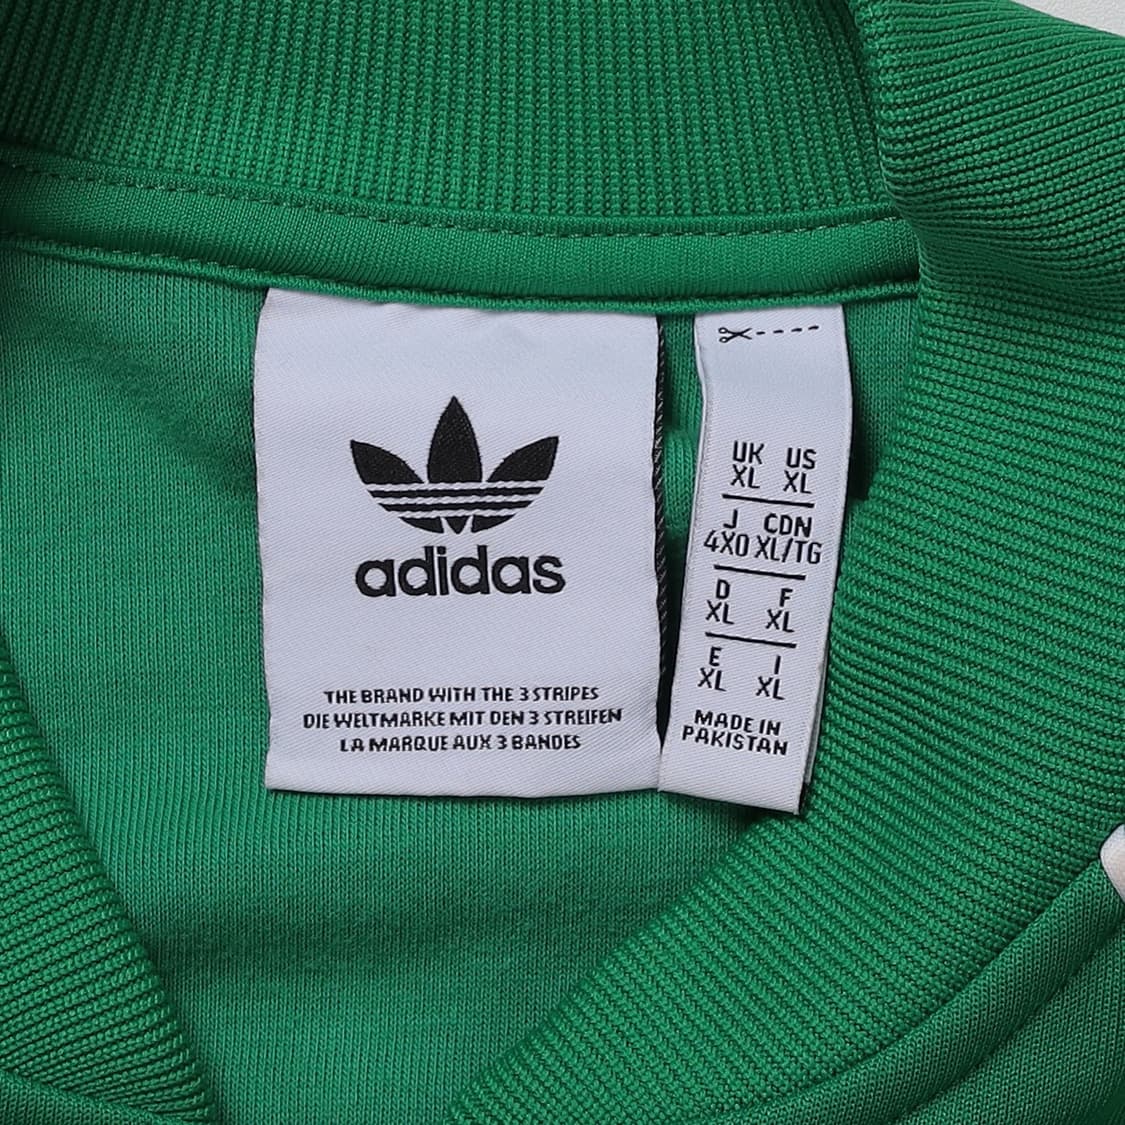 adidas
THE BRAND WITH THE 3 STRIPES
DIE WELTMARKE MIT DEN 3 STREIFEN
LA MARQUE AUX 3 BANDES
UK US
XL XL
J CDN
4XO XL/TG
D F
XL XL
E I
XL XL
MADE IN
PAKISTAN